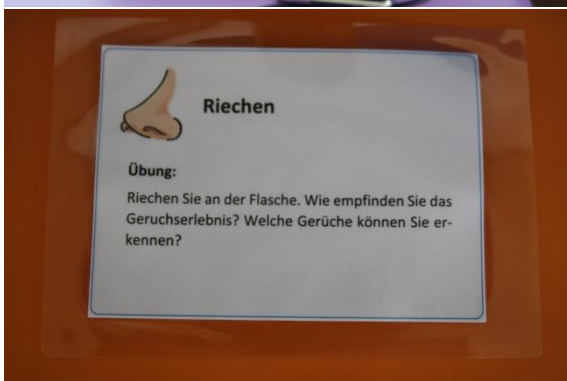 Riechen
Übung:
Riechen Sie an der Flasche. Wie empfinden Sie das
Geruchserlebnis? Welche Gerüche können Sie er-
kennen?